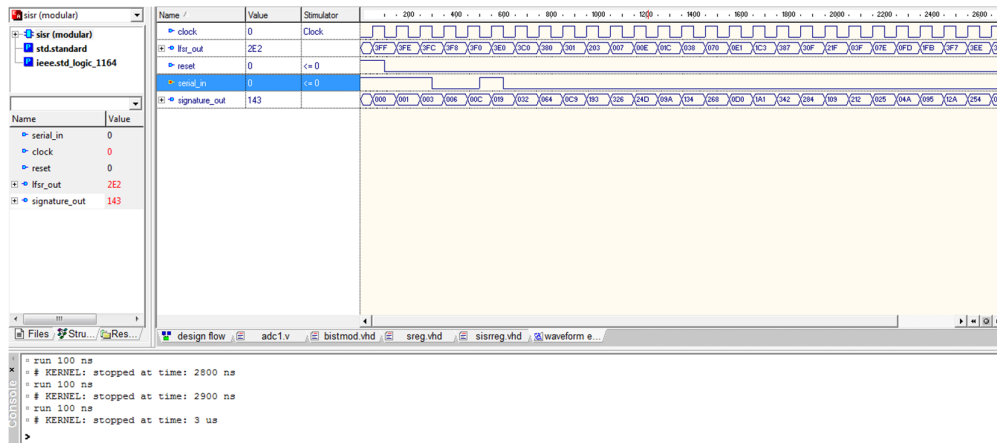 sisr (modular)
sisr (modular)
std.standard
ieee.std_logic_1164
Name Value
serial_in 0
clock 0
reset 0
lfsr_out 2E2
signature_out 143
Files Stru... Res...
Name Value Stimulator 200 400 600 800 1000 1200 1400 1600 1800 2000 2200 2400 2600
clock 0 Clock
lfsr_out 2E2 3FF 3FE 3FC 3F8 3F0 3E0 3C0 380 301 203 007 00E 01C 038 070 0E1 1C3 387 30F 21F 03F 07E 0FD 1FB 3F7 3EE
reset 0 <= 0
serial_in 0 <= 0
signature_out 143 000 001 003 006 00C 019 032 064 0C9 193 326 24D 09A 134 268 0D0 1A1 342 284 109 212 025 04A 095 12A 254
design flow adc1.v bistmod.vhd sreg.vhd sisrreg.vhd waveform e...
Console
run 100 ns
# KERNEL: stopped at time: 2800 ns
run 100 ns
# KERNEL: stopped at time: 2900 ns
run 100 ns
# KERNEL: stopped at time: 3 us
>